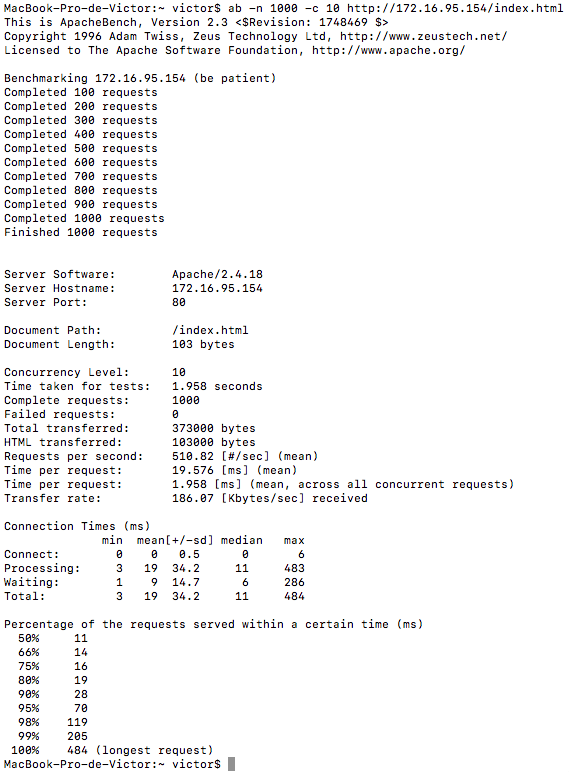 MacBook-Pro-de-Victor:~ victor$ ab -n 1000 -c 10 http://172.16.95.154/index.html
This is ApacheBench, Version 2.3 <$Revision: 1748469 $>
Copyright 1996 Adam Twiss, Zeus Technology Ltd, http://www.zeustech.net/
Licensed to The Apache Software Foundation, http://www.apache.org/

Benchmarking 172.16.95.154 (be patient)
Completed 100 requests
Completed 200 requests
Completed 300 requests
Completed 400 requests
Completed 500 requests
Completed 600 requests
Completed 700 requests
Completed 800 requests
Completed 900 requests
Completed 1000 requests
Finished 1000 requests


Server Software:        Apache/2.4.18
Server Hostname:        172.16.95.154
Server Port:            80

Document Path:          /index.html
Document Length:        103 bytes

Concurrency Level:      10
Time taken for tests:   1.958 seconds
Complete requests:      1000
Failed requests:        0
Total transferred:      373000 bytes
HTML transferred:       103000 bytes
Requests per second:    510.82 [#/sec] (mean)
Time per request:       19.576 [ms] (mean)
Time per request:       1.958 [ms] (mean, across all concurrent requests)
Transfer rate:          186.07 [Kbytes/sec] received

Connection Times (ms)
              min  mean[+/-sd] median   max
Connect:        0    0   0.5      0       6
Processing:     3   19  34.2     11     483
Waiting:        1    9  14.7      6     286
Total:          3   19  34.2     11     484

Percentage of the requests served within a certain time (ms)
  50%     11
  66%     14
  75%     16
  80%     19
  90%     28
  95%     70
  98%    119
  99%    205
 100%    484 (longest request)
MacBook-Pro-de-Victor:~ victor$